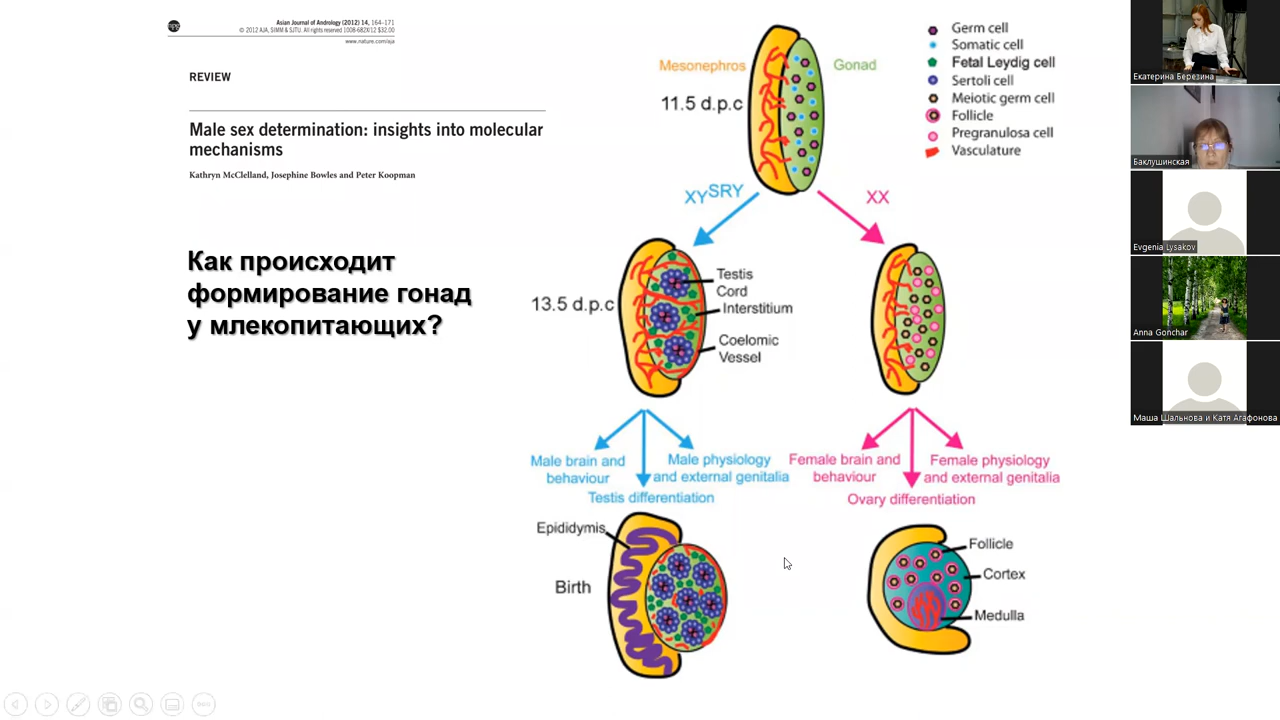 Asian Journal of Andrology (2012) 14, 164–171
© 2012 AJA, SIMM & SJTU. All rights reserved 1008-682X/12 $32.00
www.nature.com/aja
REVIEW
Male sex determination: insights into molecular
mechanisms
Kathryn McClelland, Josephine Bowles and Peter Koopman
Как происходит
формирование гонад
у млекопитающих?
Mesonephros
Gonad
11.5 d.p.c
Germ cell
Somatic cell
Fetal Leydig cell
Sertoli cell
Meiotic germ cell
Follicle
Pregranulosa cell
Vasculature
XY SRY
XX
13.5 d.p.c
Testis
Cord
Interstitium
Coelomic
Vessel
Male brain and
behaviour
Male physiology
and external genitalia
Testis differentiation
Female brain and
behaviour
Female physiology
and external genitalia
Ovary differentiation
Epididymis
Birth
Follicle
Cortex
Medulla
Екатерина Березина
Баклушинская
Evgenia Lysakov
Anna Gonchar
Маша Шальнова и Катя Агафонова